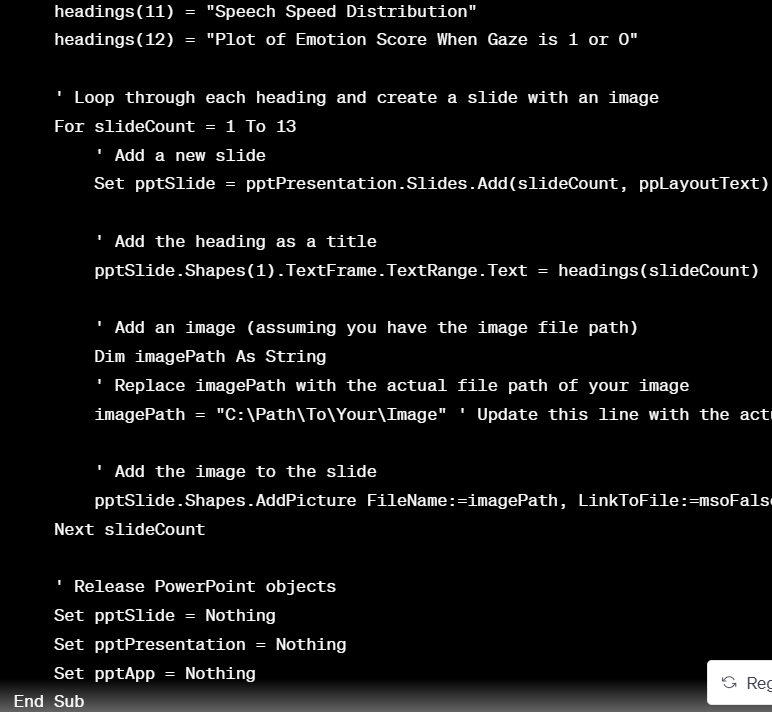 headings(11) = "Speech Speed Distribution"
headings(12) = "Plot of Emotion Score When Gaze is 1 or O"
' Loop through each heading and create a slide with an image
For slideCount = 1 To 13
' Add a new slide
Set pptSlide = pptPresentation.Slides.Add(slideCount, ppLayoutText)
' Add the heading as a title
pptSlide.Shapes(1).TextFrame.TextRange.Text = headings(slideCount)
' Add an image (assuming you have the image file path)
Dim imagePath As String
' Replace imagePath with the actual file path of your image
imagePath = "C:\Path\To\Your\Image" ' Update this line with the
' Add the image to the slide
pptSlide.Shapes.AddPicture FileName:=imagePath, LinkToFile:=msoFals
Next slideCount
' Release PowerPoint objects
Set pptSlide = Nothing
Set pptPresentation = Nothing
Set pptApp = Nothing
Reg
End Sub